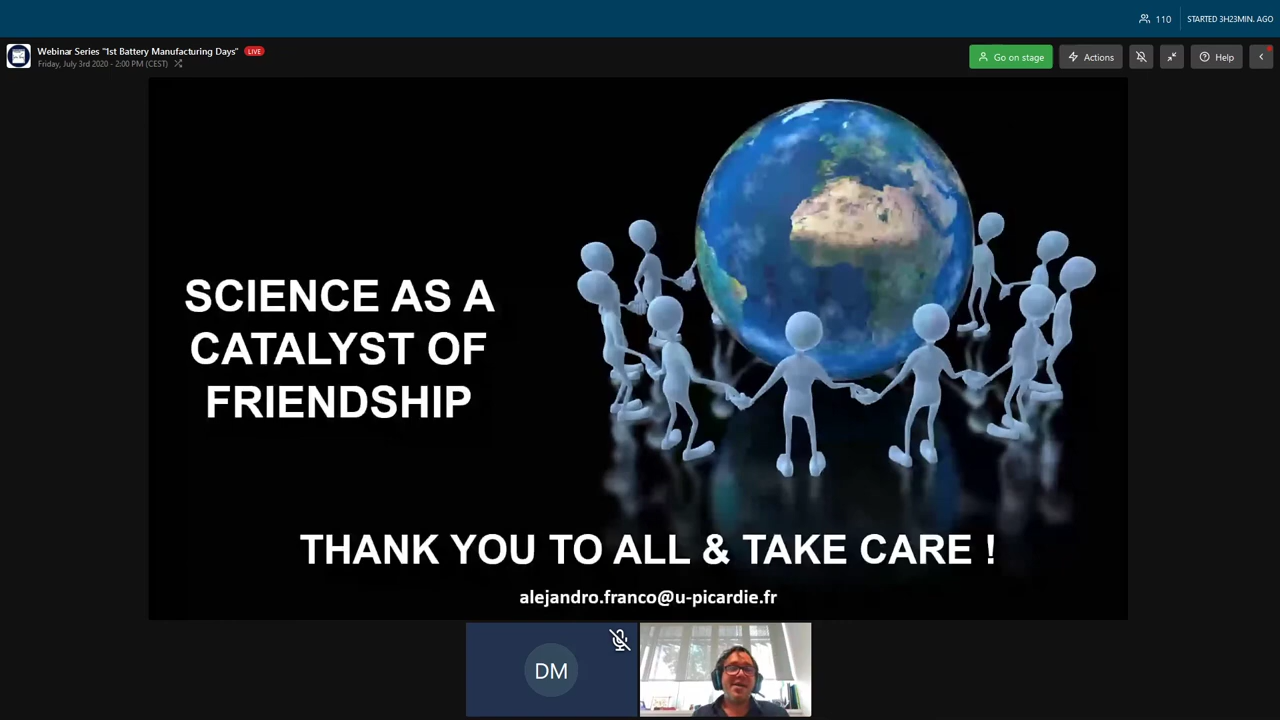 110
STARTED 3H23MIN. AGO
Webinar Series "1st Battery Manufacturing Days" LIVE
Friday, July 3rd 2020 - 2:00 PM (CEST)
Go on stage
Actions
Help
SCIENCE AS A
CATALYST OF
FRIENDSHIP
THANK YOU TO ALL & TAKE CARE !
alejandro.franco@u-picardie.fr
DM